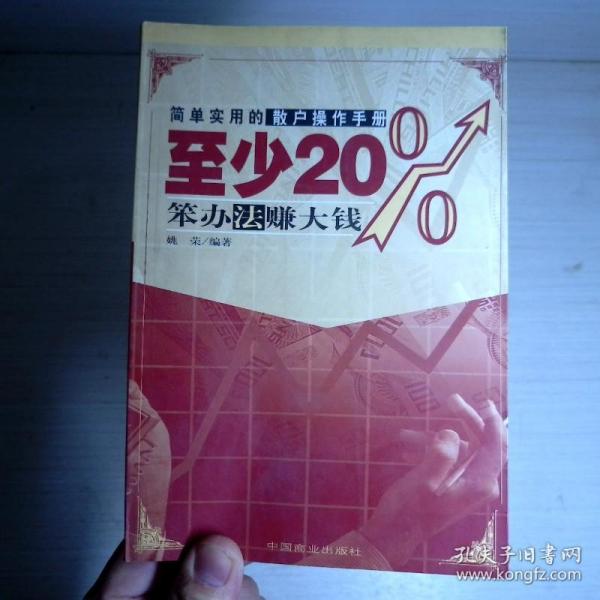 简单实用的散户操作手册
至少20%
笨办法赚大钱
姚 荣/编著
中国商业出版社
孔夫子旧书网
www.kongfz.com